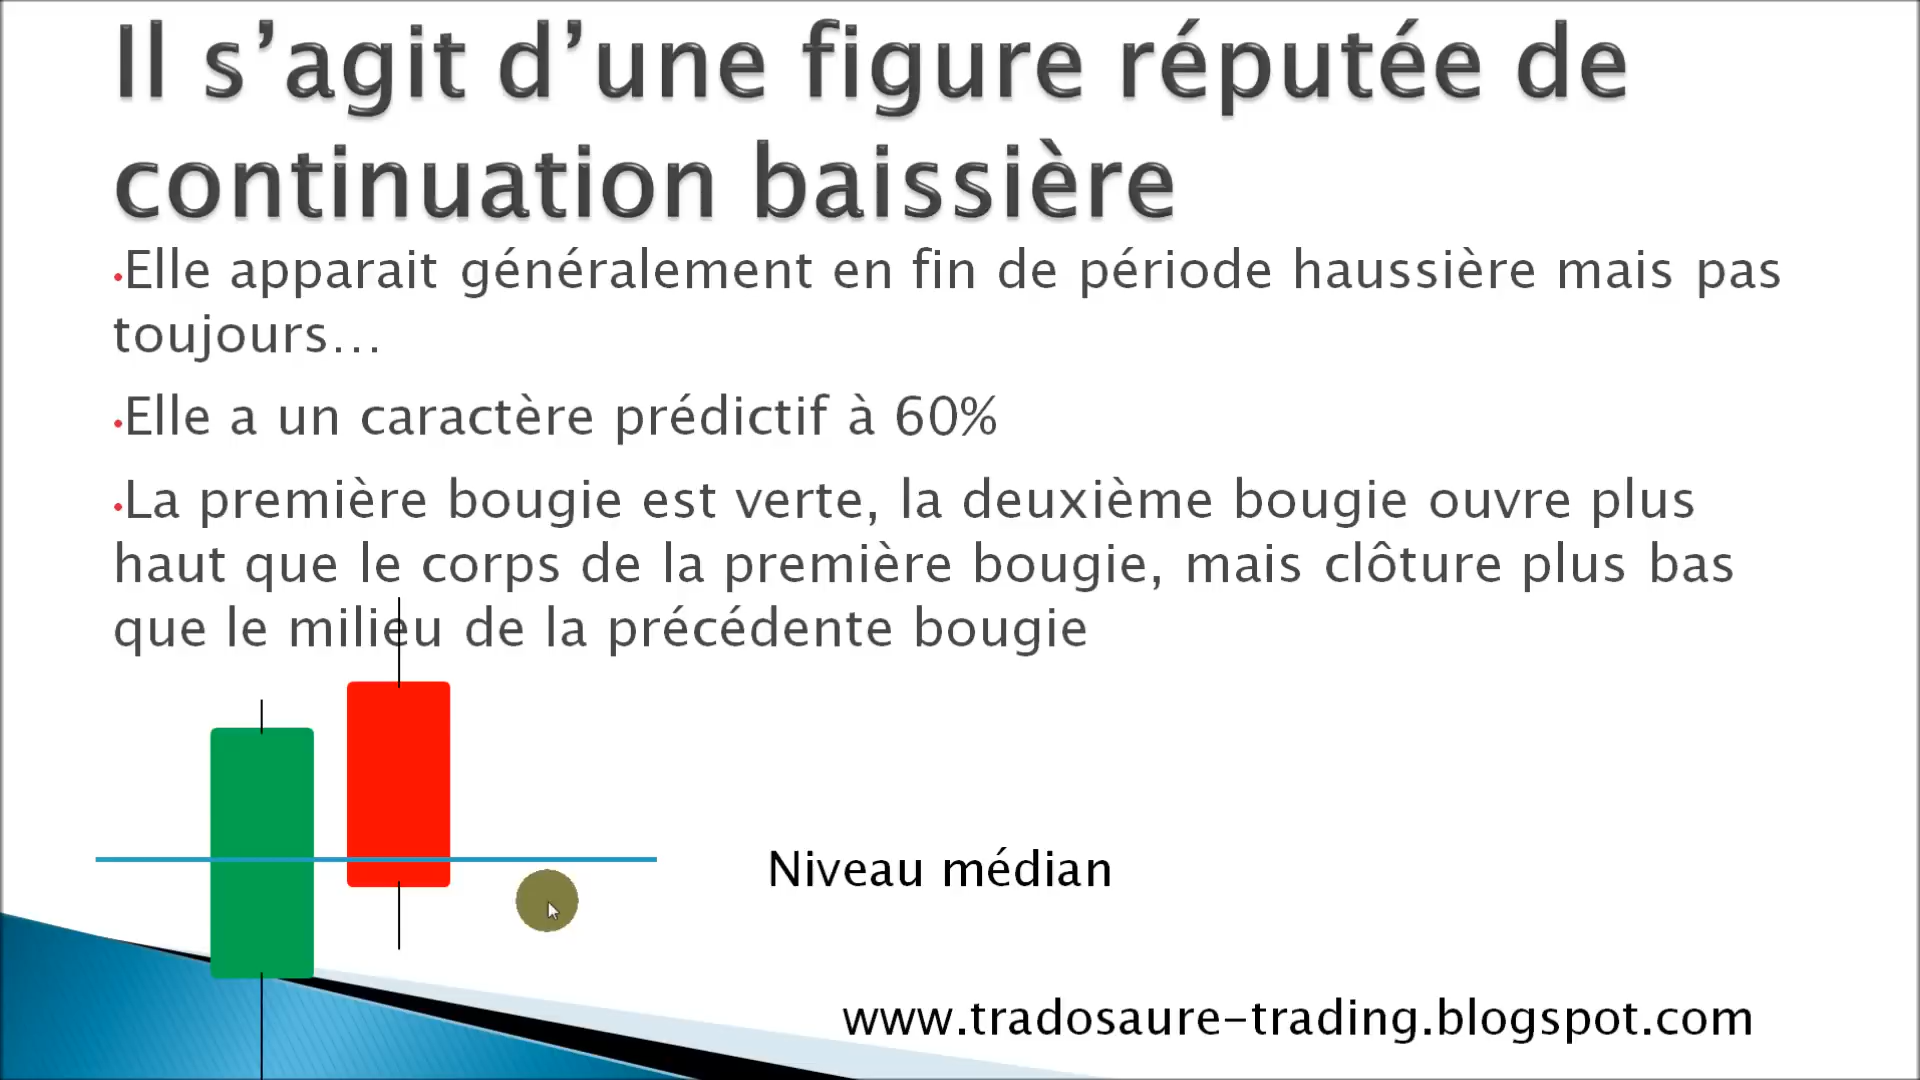 Il s’agit d’une figure réputée de
continuation baissière
•Elle apparait généralement en fin de période haussière mais pas
toujours…
•Elle a un caractère prédictif à 60%
•La première bougie est verte, la deuxième bougie ouvre plus
haut que le corps de la première bougie, mais clôture plus bas
que le milieu de la précédente bougie
Niveau médian
www.tradosaure-trading.blogspot.com